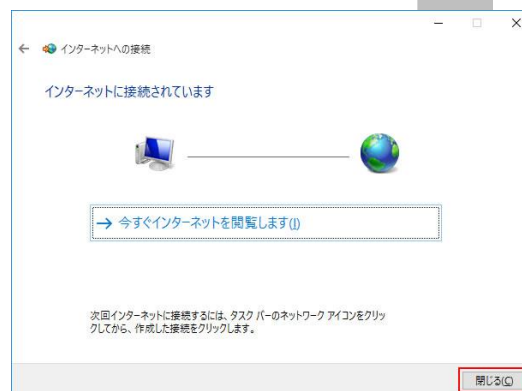 インターネットへの接続
インターネットに接続されています
→ 今すぐインターネットを閲覧します(I)
次回インターネットに接続するには、タスク バーのネットワーク アイコンをクリッ
クしてから、作成した接続をクリックします。
閉じる(C)